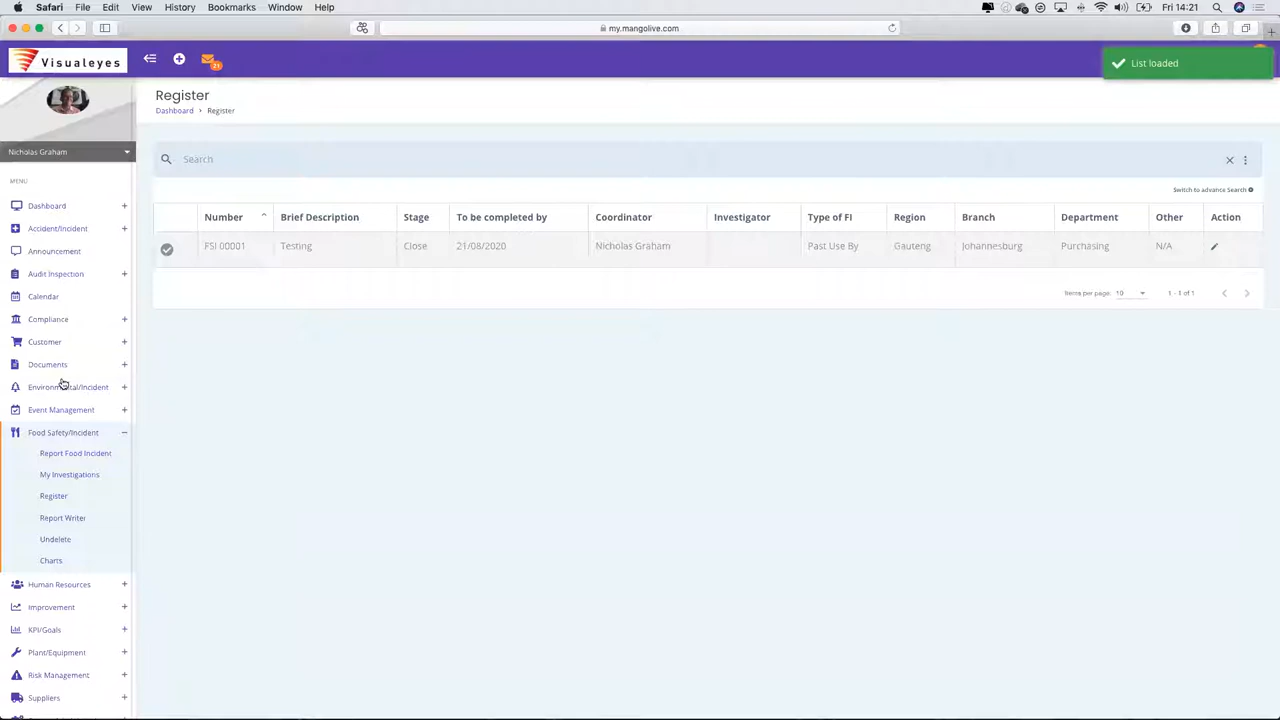 Safari File Edit View History Bookmarks Window Help Fri 14:21
my.mangolive.com
Visualeyes
21
List loaded
Register
Dashboard > Register
Nicholas Graham
Search
Switch to advance Search
MENU
Number Brief Description Stage To be completed by Coordinator Investigator Type of FI Region Branch Department Other Action
FSI 00001 Testing Close 21/08/2020 Nicholas Graham Past Use By Gauteng Johannesburg Purchasing N/A
Items per page: 10 1 - 1 of 1
Dashboard +
Accident/Incident +
Announcement
Audit Inspection +
Calendar
Compliance +
Customer +
Documents +
Environmental/Incident +
Event Management +
Food Safety/Incident −
Report Food Incident
My Investigations
Register
Report Writer
Undelete
Charts
Human Resources +
Improvement +
KPI/Goals +
Plant/Equipment +
Risk Management +
Suppliers +